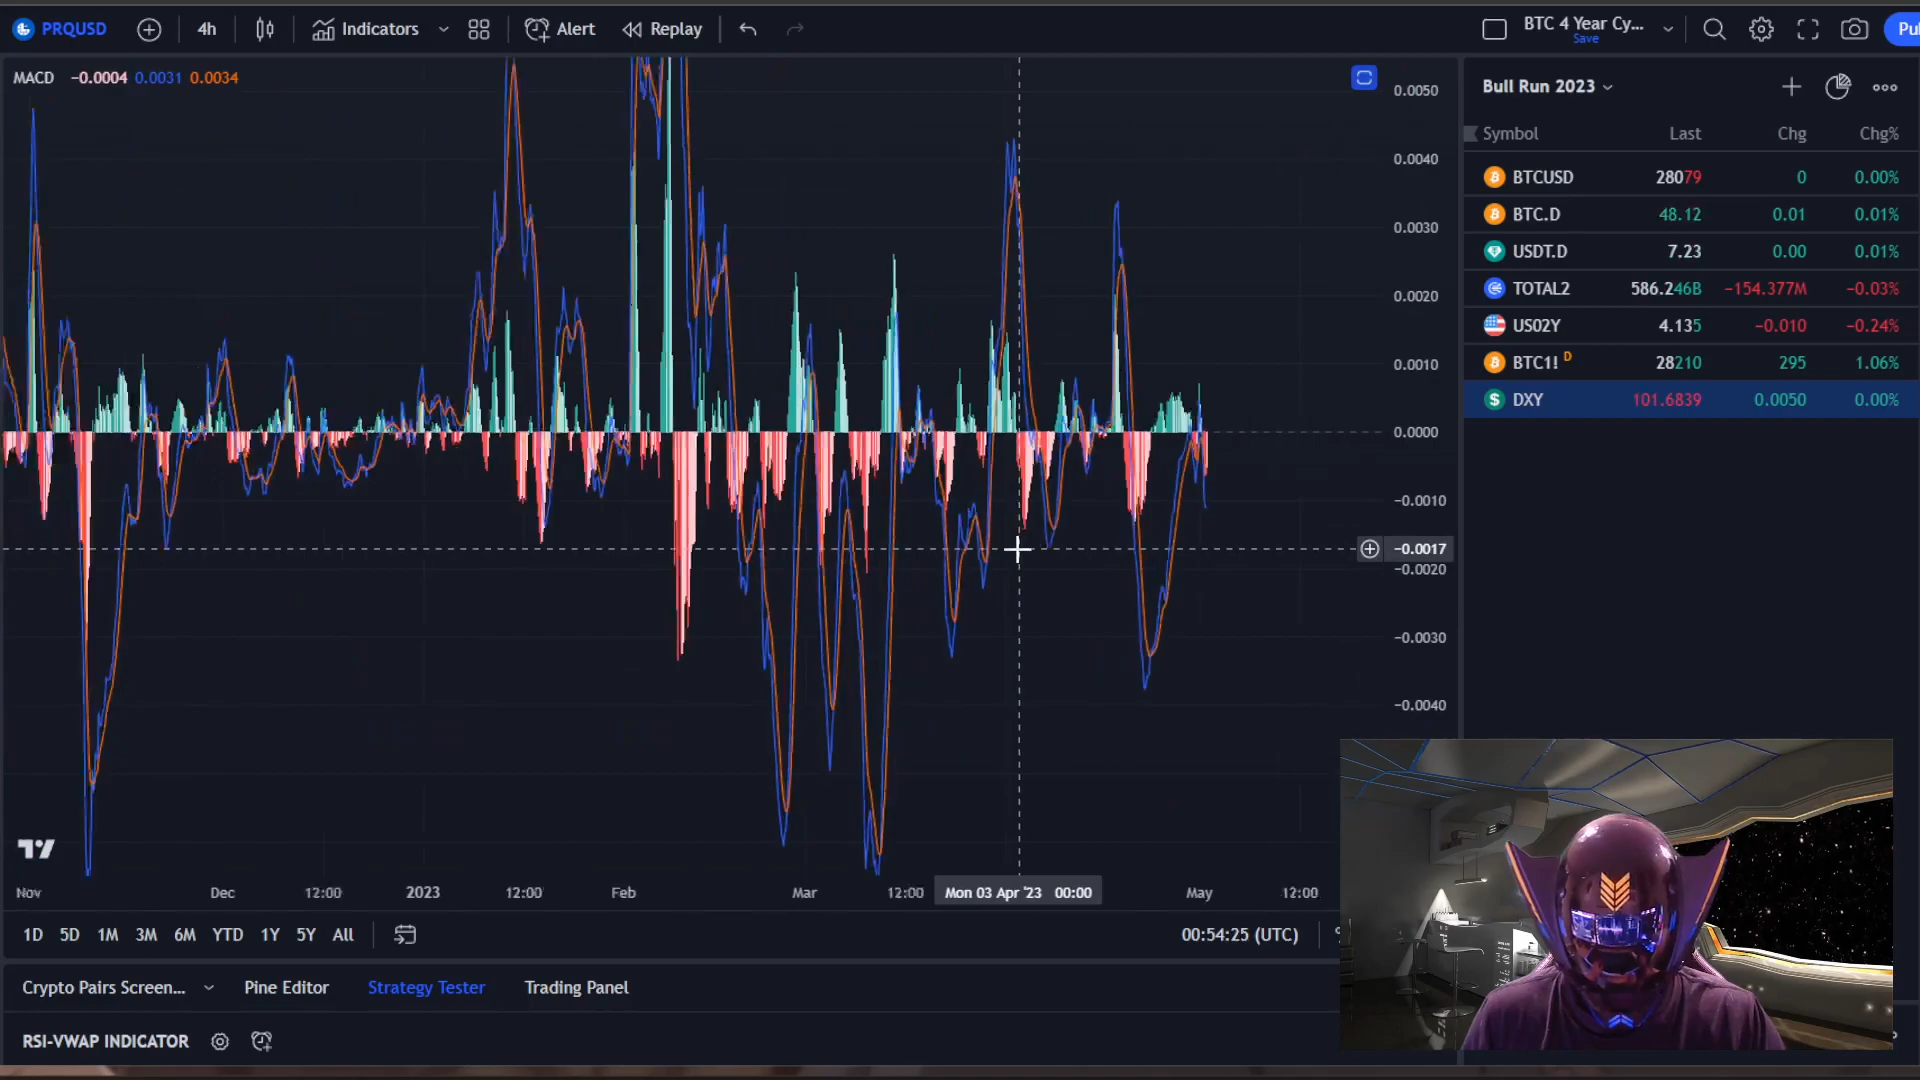 PRQUSD 4h Indicators Alert Replay BTC 4 Year Cy... Save
MACD −0.0004 0.0031 0.0034
0.0050
0.0040
0.0030
0.0020
0.0010
0.0000
−0.0010
−0.0017
−0.0020
−0.0030
−0.0040
Nov Dec 12:00 2023 12:00 Feb Mar 12:00 Mon 03 Apr '23 00:00 May 12:00
1D 5D 1M 3M 6M YTD 1Y 5Y All 00:54:25 (UTC)
Crypto Pairs Screen... Pine Editor Strategy Tester Trading Panel
RSI-VWAP INDICATOR
Bull Run 2023
Symbol Last Chg Chg%
BTCUSD 28079 0 0.00%
BTC.D 48.12 0.01 0.01%
USDT.D 7.23 0.00 0.01%
TOTAL2 586.246B −154.377M −0.03%
US02Y 4.135 −0.010 −0.24%
BTC1! D 28210 295 1.06%
DXY 101.6839 0.0050 0.00%